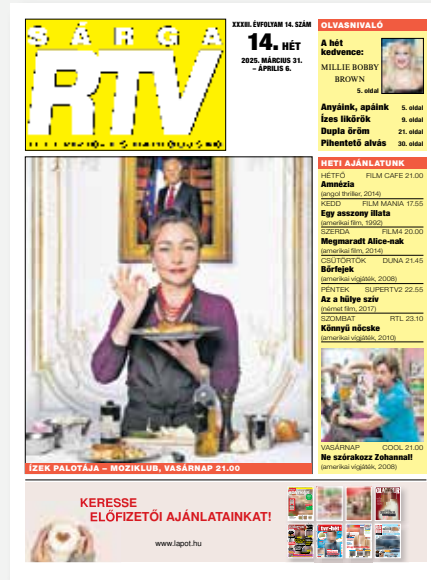 XXXIII. ÉVFOLYAM 14. SZÁM
14. HÉT
2025. MÁRCIUS 31.
– ÁPRILIS 6.
SÁRGA
RTV
OLVASNIVALÓ
A hét
kedvence:
MILLIE BOBBY
BROWN
5. oldal
Anyáink, apáink 5. oldal
Ízes likőrök 9. oldal
Dupla öröm 21. oldal
Pihentető alvás 30. oldal
HETI AJÁNLATUNK
HÉTFŐ FILM CAFE 21.00
Amnézia
(angol thriller, 2014)
KEDD FILM MANIA 17.55
Egy asszony illata
(amerikai film, 1992)
SZERDA FILM4 20.00
Megmaradt Alice-nak
(amerikai film, 2014)
CSÜTÖRTÖK DUNA 21.45
Bőrfejek
(amerikai vígjáték, 2008)
PÉNTEK SUPERTV2 22.55
Az a hülye szív
(német film, 2017)
SZOMBAT RTL 23.10
Könnyű nőcske
(amerikai vígjáték, 2010)
VASÁRNAP COOL 21.00
Ne szórakozz Zohannal!
(amerikai vígjáték, 2008)
ÍZEK PALOTÁJA – MOZIKLUB, VASÁRNAP 21.00
KERESSE
ELŐFIZETŐI AJÁNLATAINKAT!
www.lapot.hu
tvr-hét